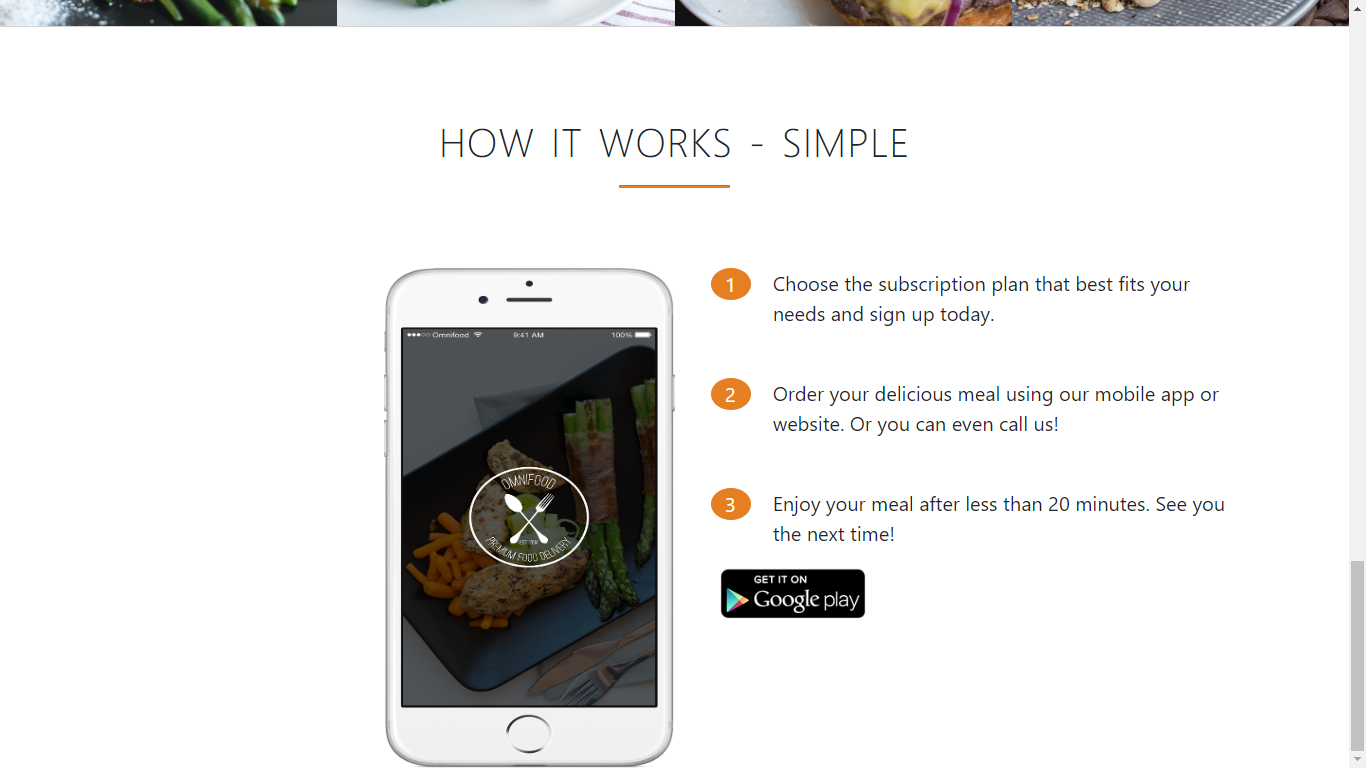 HOW IT WORKS - SIMPLE
Omnifood 9:41 AM 100%
OMNIFOOD
EST
PREMIUM FOOD DELIVERY
1 Choose the subscription plan that best fits your
needs and sign up today.
2 Order your delicious meal using our mobile app or
website. Or you can even call us!
3 Enjoy your meal after less than 20 minutes. See you
the next time!
GET IT ON
Google play